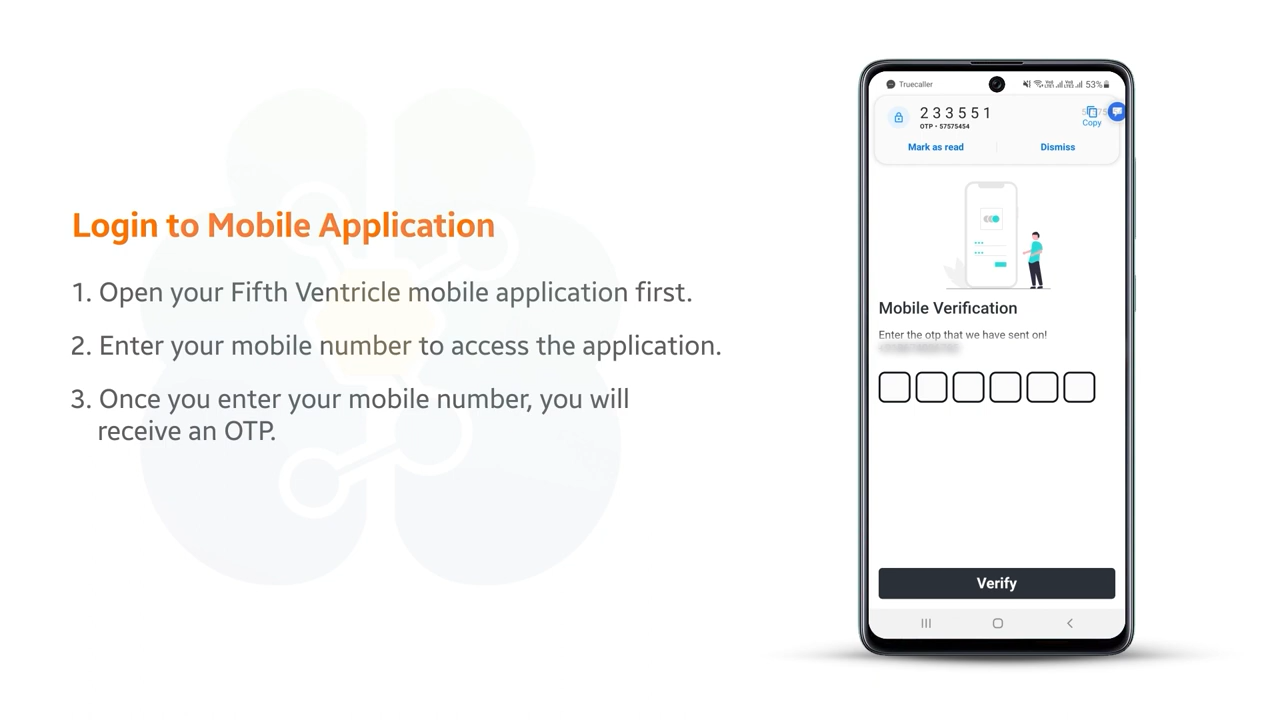 Login to Mobile Application
1. Open your Fifth Ventricle mobile application first.
2. Enter your mobile number to access the application.
3. Once you enter your mobile number, you will
receive an OTP.
Truecaller
53%
2 3 3 5 5 1
OTP • 57575454
Copy
Mark as read
Dismiss
Mobile Verification
Enter the otp that we have sent on!
Verify